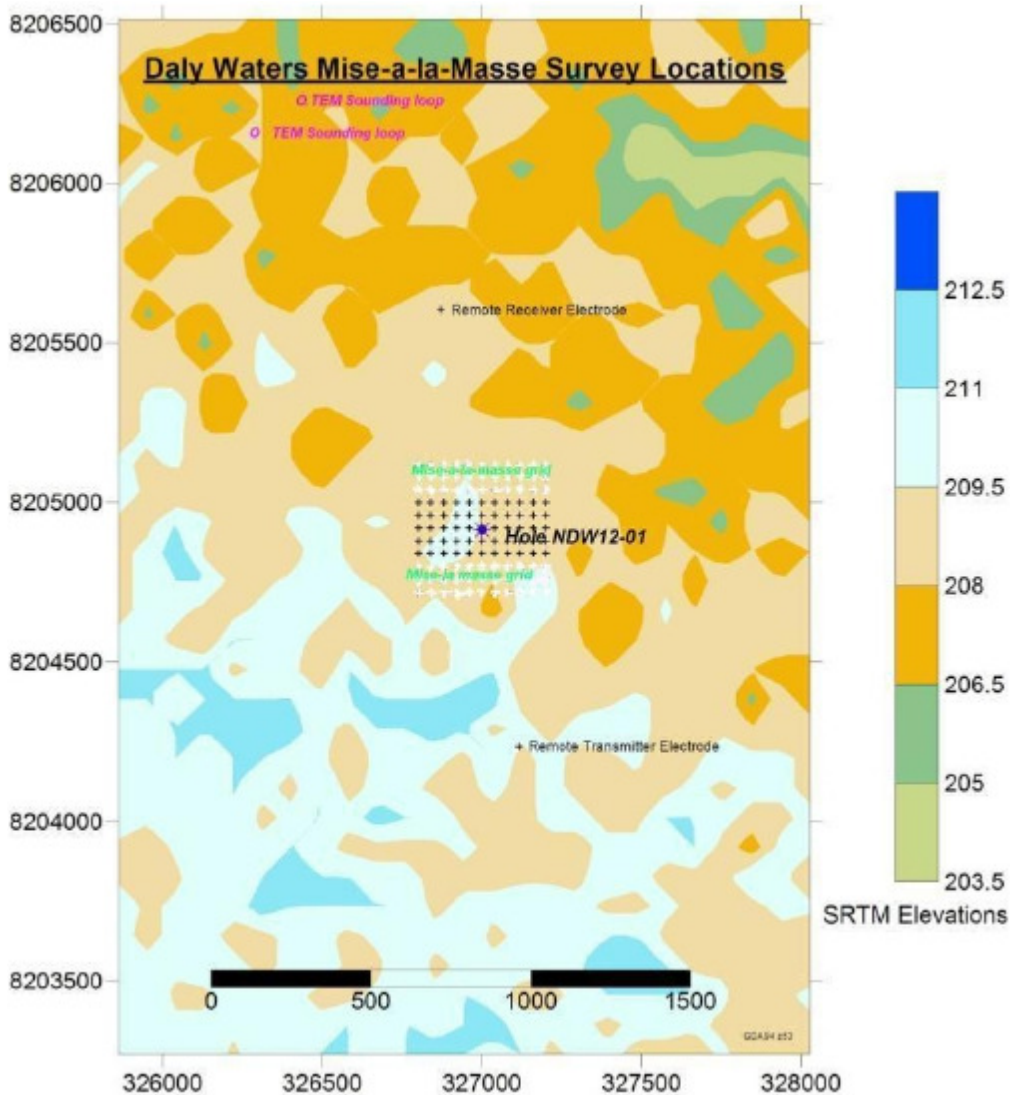 8206500
Daly Waters Mise-a-la-Masse Survey Locations
TEM Sounding loop
TEM Sounding loop
8206000
Remote Receiver Electrode
8205500
Mise-a-la-masse grid
8205000
Hole NDW12-01
Mise-la masse grid
8204500
Remote Transmitter Electrode
8204000
8203500
0 500 1000 1500
GGA94 z53
326000 326500 327000 327500 328000
212.5
211
209.5
208
206.5
205
203.5
SRTM Elevations